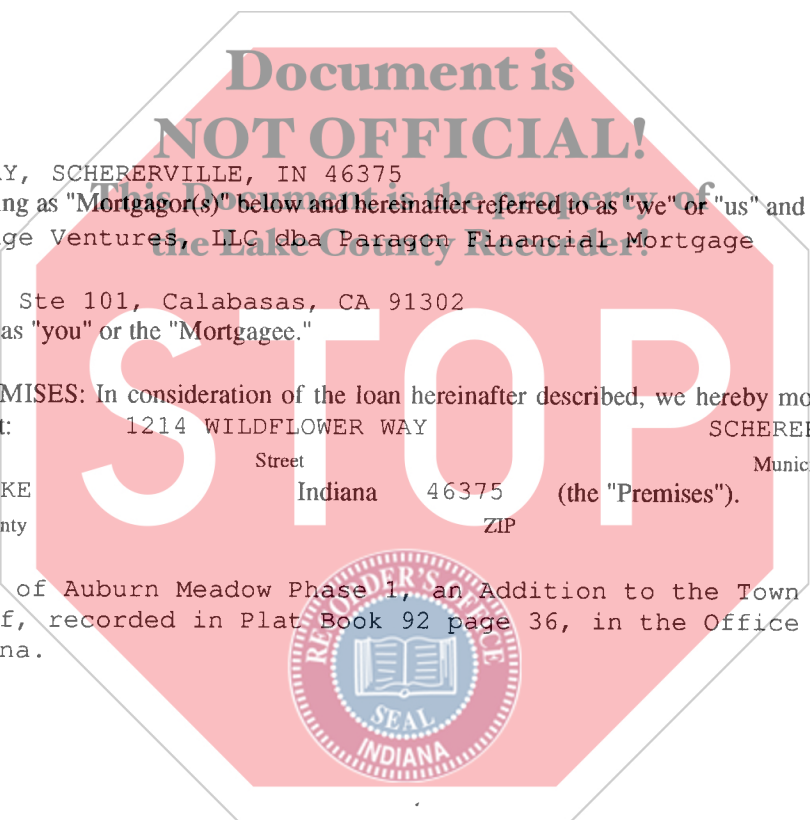 Document is
NOT OFFICIAL!
Y, SCHERERVILLE, IN 46375
This Document is the property of
ing as "Mortgagor(s)" below and hereinafter referred to as "we" or "us" and
the Lake County Recorder!
ge Ventures, LLC dba Paragon Financial Mortgage
Ste 101, Calabasas, CA 91302
as "you" or the "Mortgagee."
STOP
MISES: In consideration of the loan hereinafter described, we hereby mo
t: 1214 WILDFLOWER WAY SCHERE
Street Munic
KE Indiana 46375 (the "Premises").
nty ZIP
of Auburn Meadow Phase 1, an Addition to the Town
f, recorded in Plat Book 92 page 36, in the Office
na.
RECORDER'S OFFICE
SEAL
INDIANA